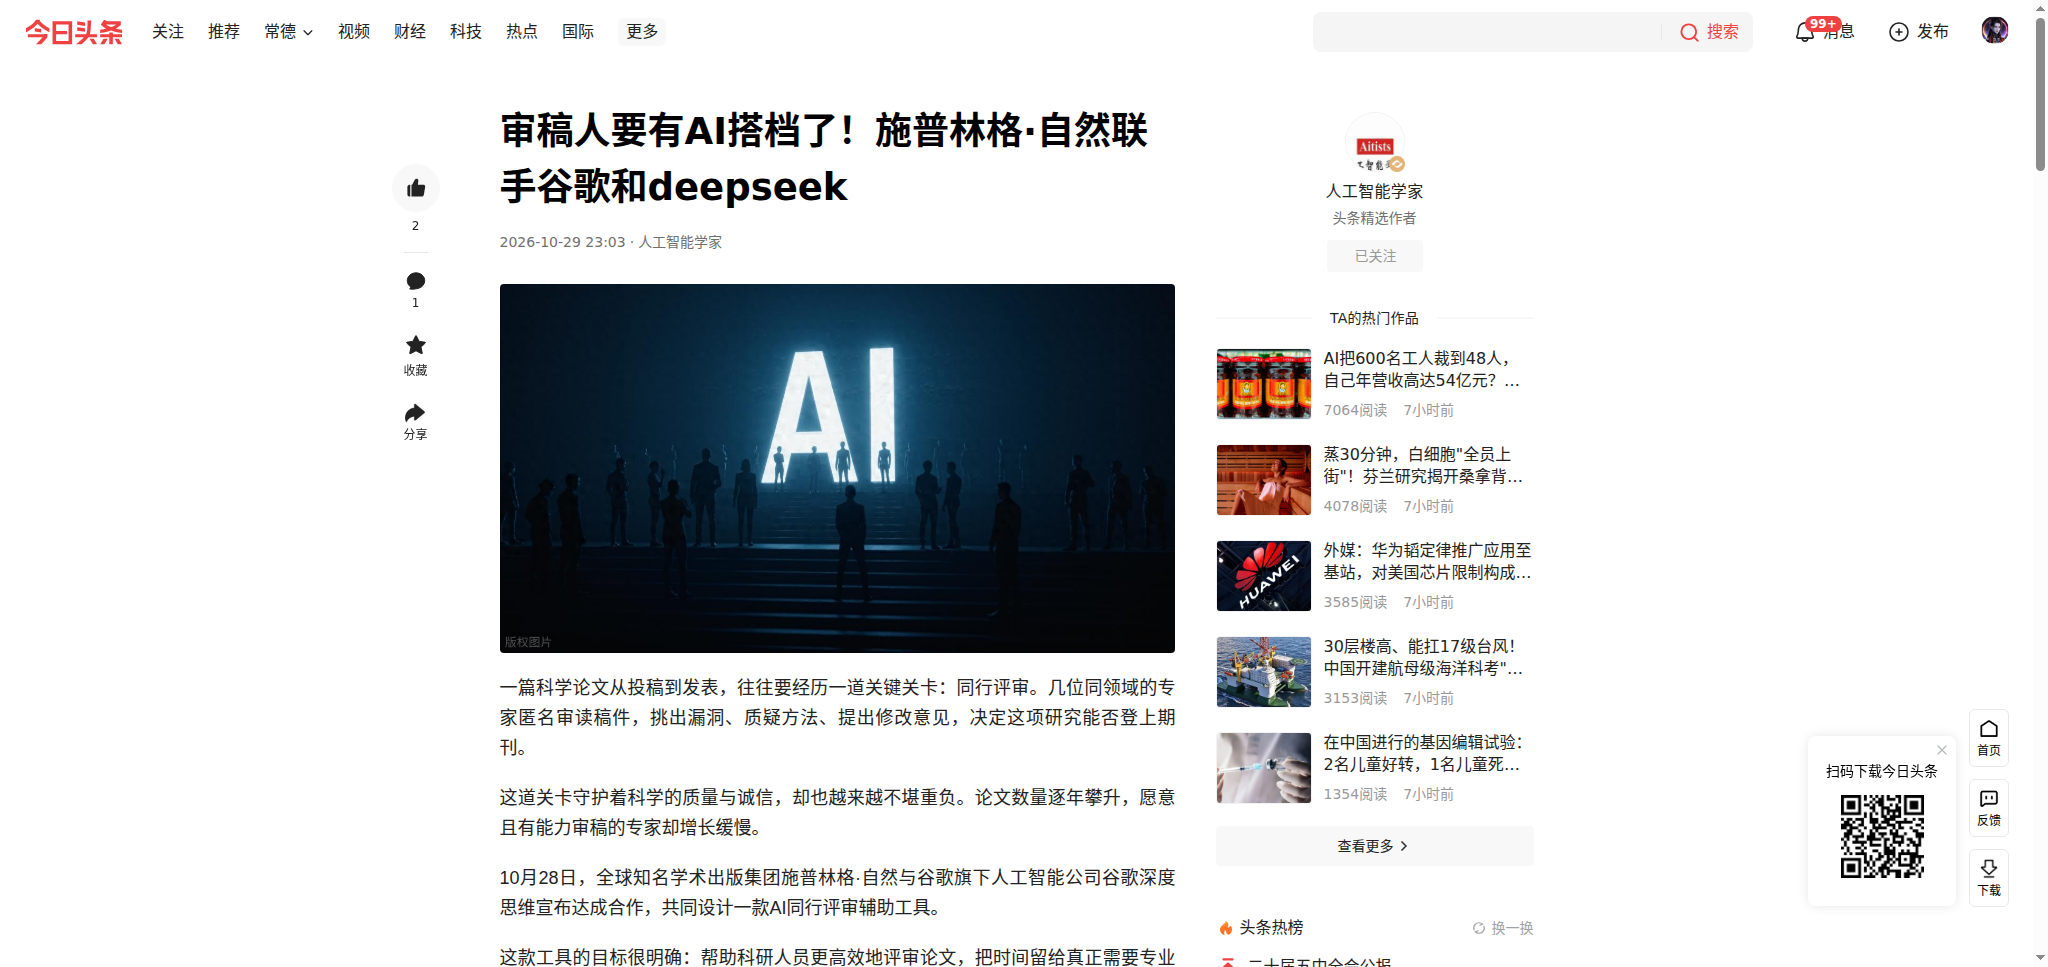 今日头条
关注
推荐
常德
视频
财经
科技
热点
国际
更多
搜索
99+
消息
发布
审稿人要有AI搭档了！施普林格·自然联
手谷歌和deepseek
2026-10-29 23:03 · 人工智能学家
2
1
收藏
分享
AI
版权图片
一篇科学论文从投稿到发表，往往要经历一道关键关卡：同行评审。几位同领域的专
家匿名审读稿件，挑出漏洞、质疑方法、提出修改意见，决定这项研究能否登上期
刊。
这道关卡守护着科学的质量与诚信，却也越来越不堪重负。论文数量逐年攀升，愿意
且有能力审稿的专家却增长缓慢。
10月28日，全球知名学术出版集团施普林格·自然与谷歌旗下人工智能公司谷歌深度
思维宣布达成合作，共同设计一款AI同行评审辅助工具。
这款工具的目标很明确：帮助科研人员更高效地评审论文，把时间留给真正需要专业
Aitists
人工智能学家
头条精选作者
已关注
TA的热门作品
AI把600名工人裁到48人，
自己年营收高达54亿元？...
7064阅读 7小时前
蒸30分钟，白细胞"全员上
街"！芬兰研究揭开桑拿背...
4078阅读 7小时前
HUAWEI
外媒：华为韬定律推广应用至
基站，对美国芯片限制构成...
3585阅读 7小时前
30层楼高、能扛17级台风！
中国开建航母级海洋科考"...
3153阅读 7小时前
在中国进行的基因编辑试验：
2名儿童好转，1名儿童死...
1354阅读 7小时前
查看更多
头条热榜
换一换
二十届五中全会公报
扫码下载今日头条
首页
反馈
下载